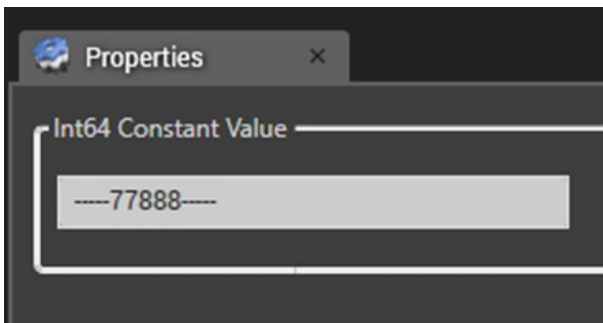 Properties ×
Int64 Constant Value
-----77888-----